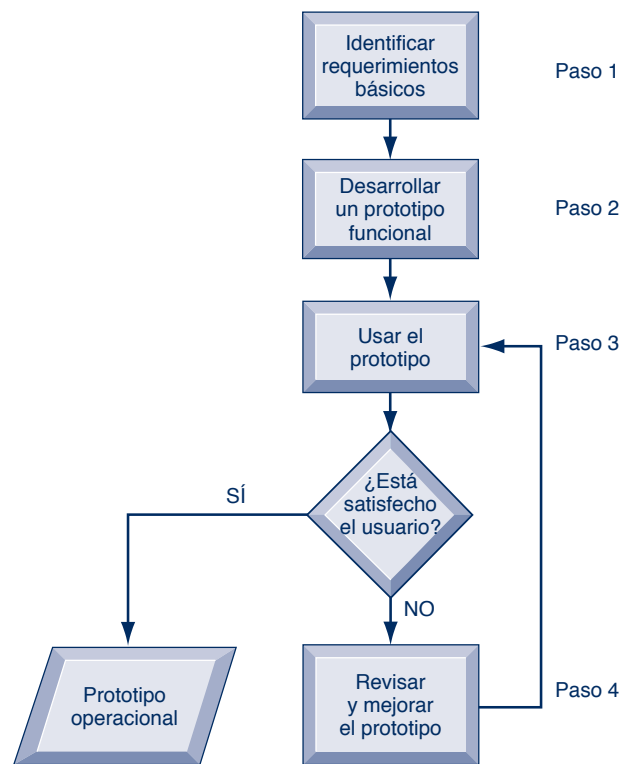 Identificar
requerimientos
básicos
Paso 1
Desarrollar
un prototipo
funcional
Paso 2
Usar el
prototipo
Paso 3
¿Está
satisfecho
el usuario?
SÍ
NO
Prototipo
operacional
Revisar
y mejorar
el prototipo
Paso 4